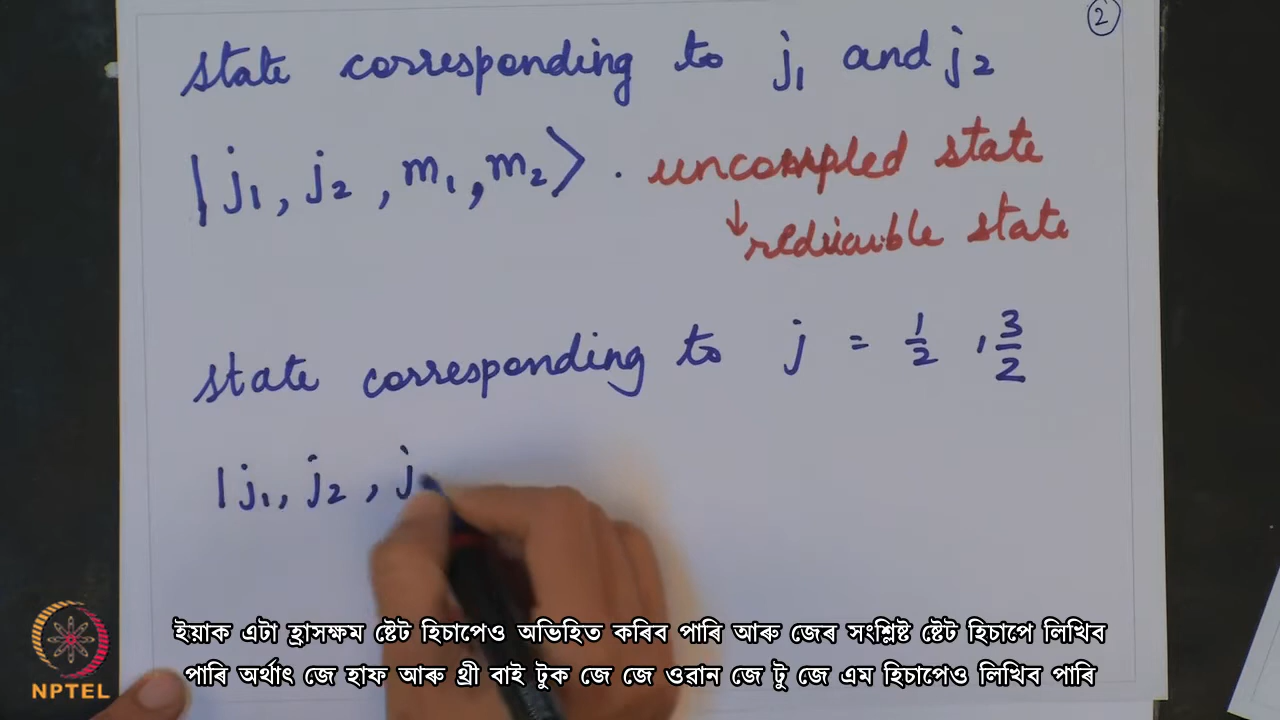 2
state corresponding to j₁ and j₂
|j₁, j₂, m₁, m₂⟩. uncoupled state
↓ reducible state
state corresponding to j = 1/2, 3/2
|j₁, j₂, j
ইয়াক এটা হ্ৰাসক্ষম ষ্টেট হিচাপেও অভিহিত কৰিব পাৰি আৰু জেৰ সংশ্লিষ্ট ষ্টেট হিচাপে লিখিব
পাৰি অৰ্থাৎ জে হাফ আৰু থ্ৰী বাই টুক জে জে ওৱান জে টু জে এম হিচাপেও লিখিব পাৰি
NPTEL